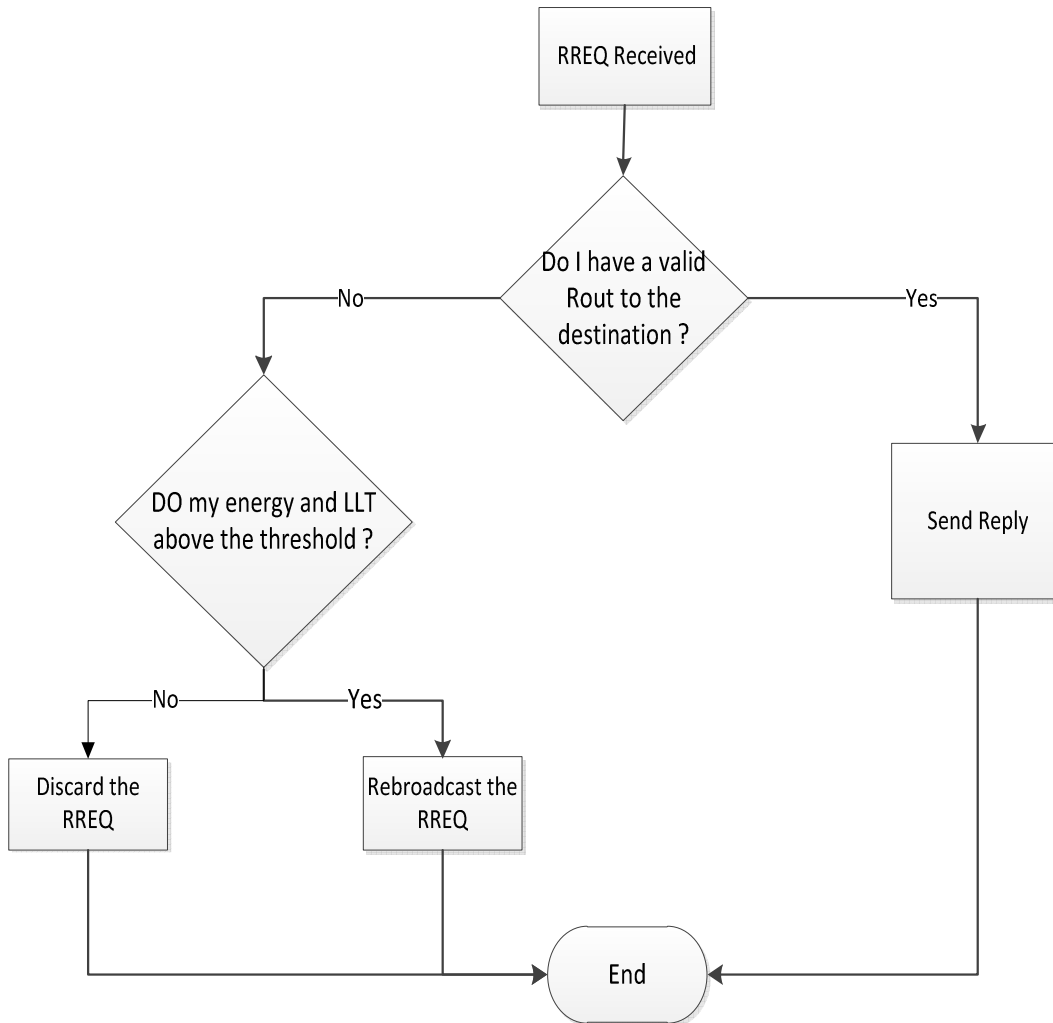 RREQ Received
Do I have a valid
Rout to the
destination ?
No
Yes
DO my energy and LLT
above the threshold ?
Send Reply
No
Yes
Discard the
RREQ
Rebroadcast the
RREQ
End